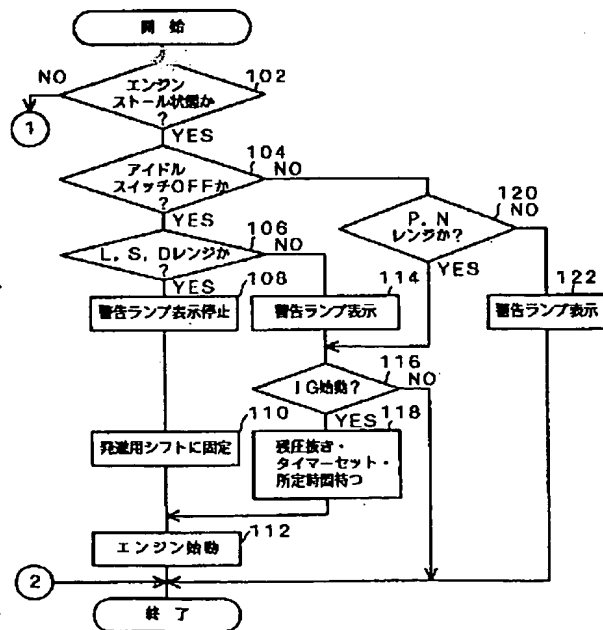 開始
102
NO
エンジン
ストール状態か
?
1
YES
104
アイドル
スイッチOFFか
?
NO
YES
120
P.N
レンジか?
NO
YES
106
L.S.Dレンジか
?
NO
YES
108
警告ランプ表示停止
114
警告ランプ表示
122
警告ランプ表示
116
IG始動?
NO
YES
110
発進用シフトに固定
118
残圧抜き・
タイマーセット・
所定時間待つ
112
エンジン始動
2
終了